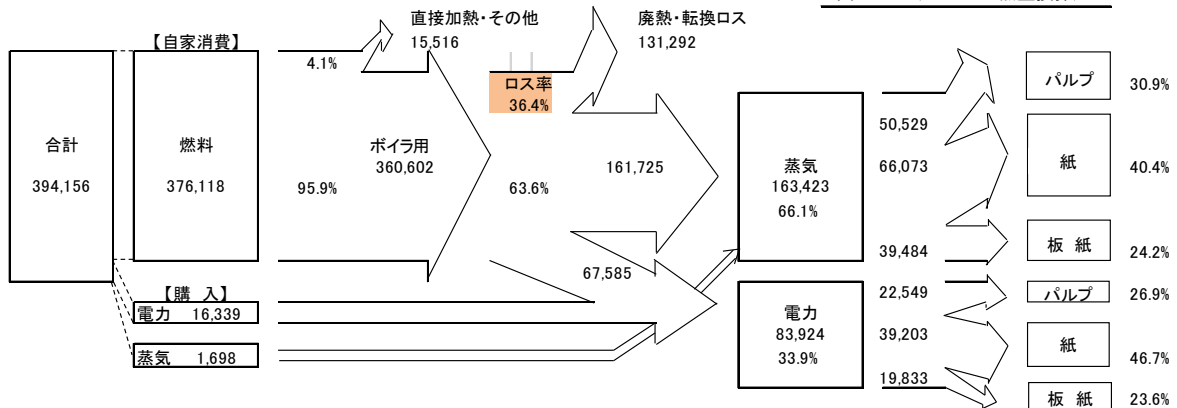 直接加熱・その他
15,516
廃熱・転換ロス
131,292
【自家消費】
4.1%
ロス率
36.4%
パルプ
30.9%
合計
394,156
燃料
376,118
ボイラ用
360,602
95.9%
63.6%
161,725
蒸気
163,423
66.1%
50,529
66,073
39,484
紙
40.4%
板 紙
24.2%
67,585
【購 入】
電力 16,339
蒸気 1,698
電力
83,924
33.9%
22,549
39,203
19,833
パルプ
26.9%
紙
46.7%
板 紙
23.6%